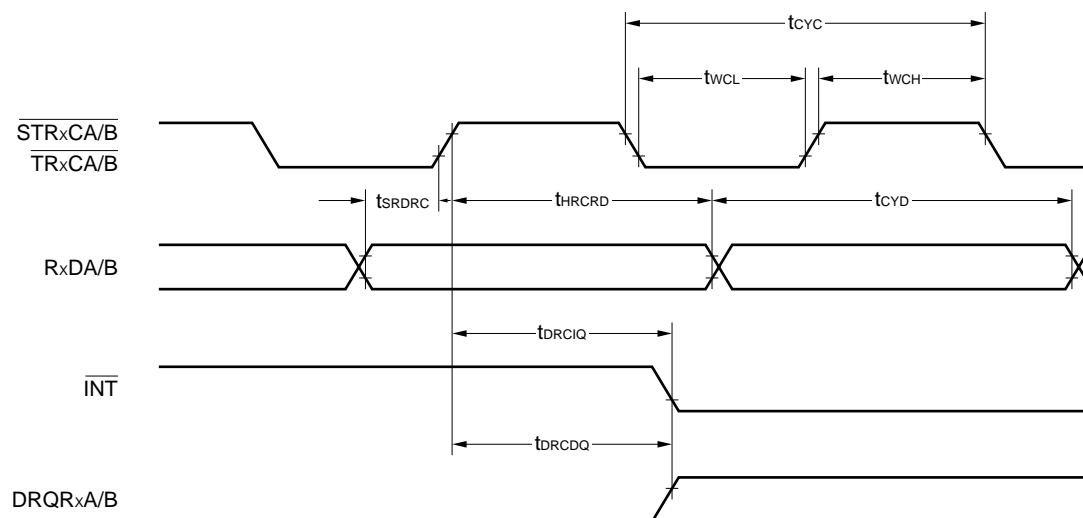 tCYC
tWCL
tWCH
STRxCA/B
TRxCA/B
tSRDRC
tHRCRD
tCYD
RxDA/B
tDRCIQ
INT
tDRCDQ
DRQRxA/B